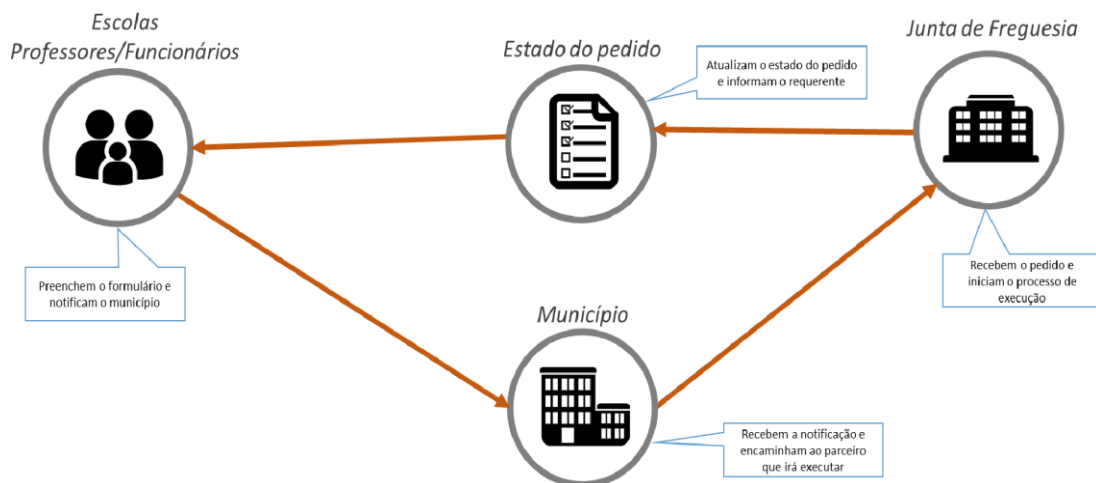 Escolas
Professores/Funcionários
Preenchem o formulário e
notificam o município
Estado do pedido
Atualizam o estado do pedido
e informam o requerente
Junta de Freguesia
Recebem o pedido e
iniciam o processo de
execução
Município
Recebem a notificação e
encaminham ao parceiro
que irá executar